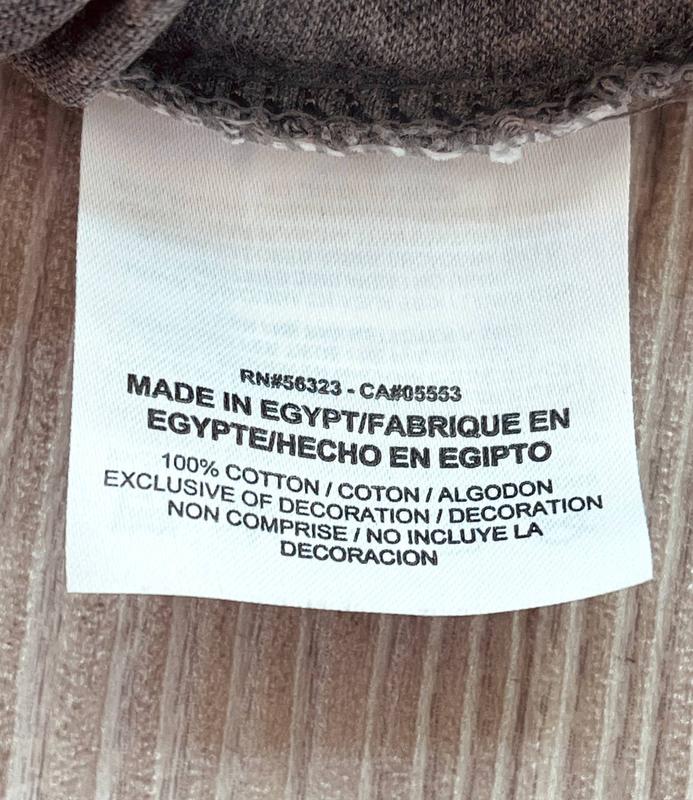 RN#56323 - CA#05553
MADE IN EGYPT/FABRIQUE EN
EGYPTE/HECHO EN EGIPTO
100% COTTON / COTON / ALGODON
EXCLUSIVE OF DECORATION / DECORATION
NON COMPRISE / NO INCLUYE LA
DECORACION